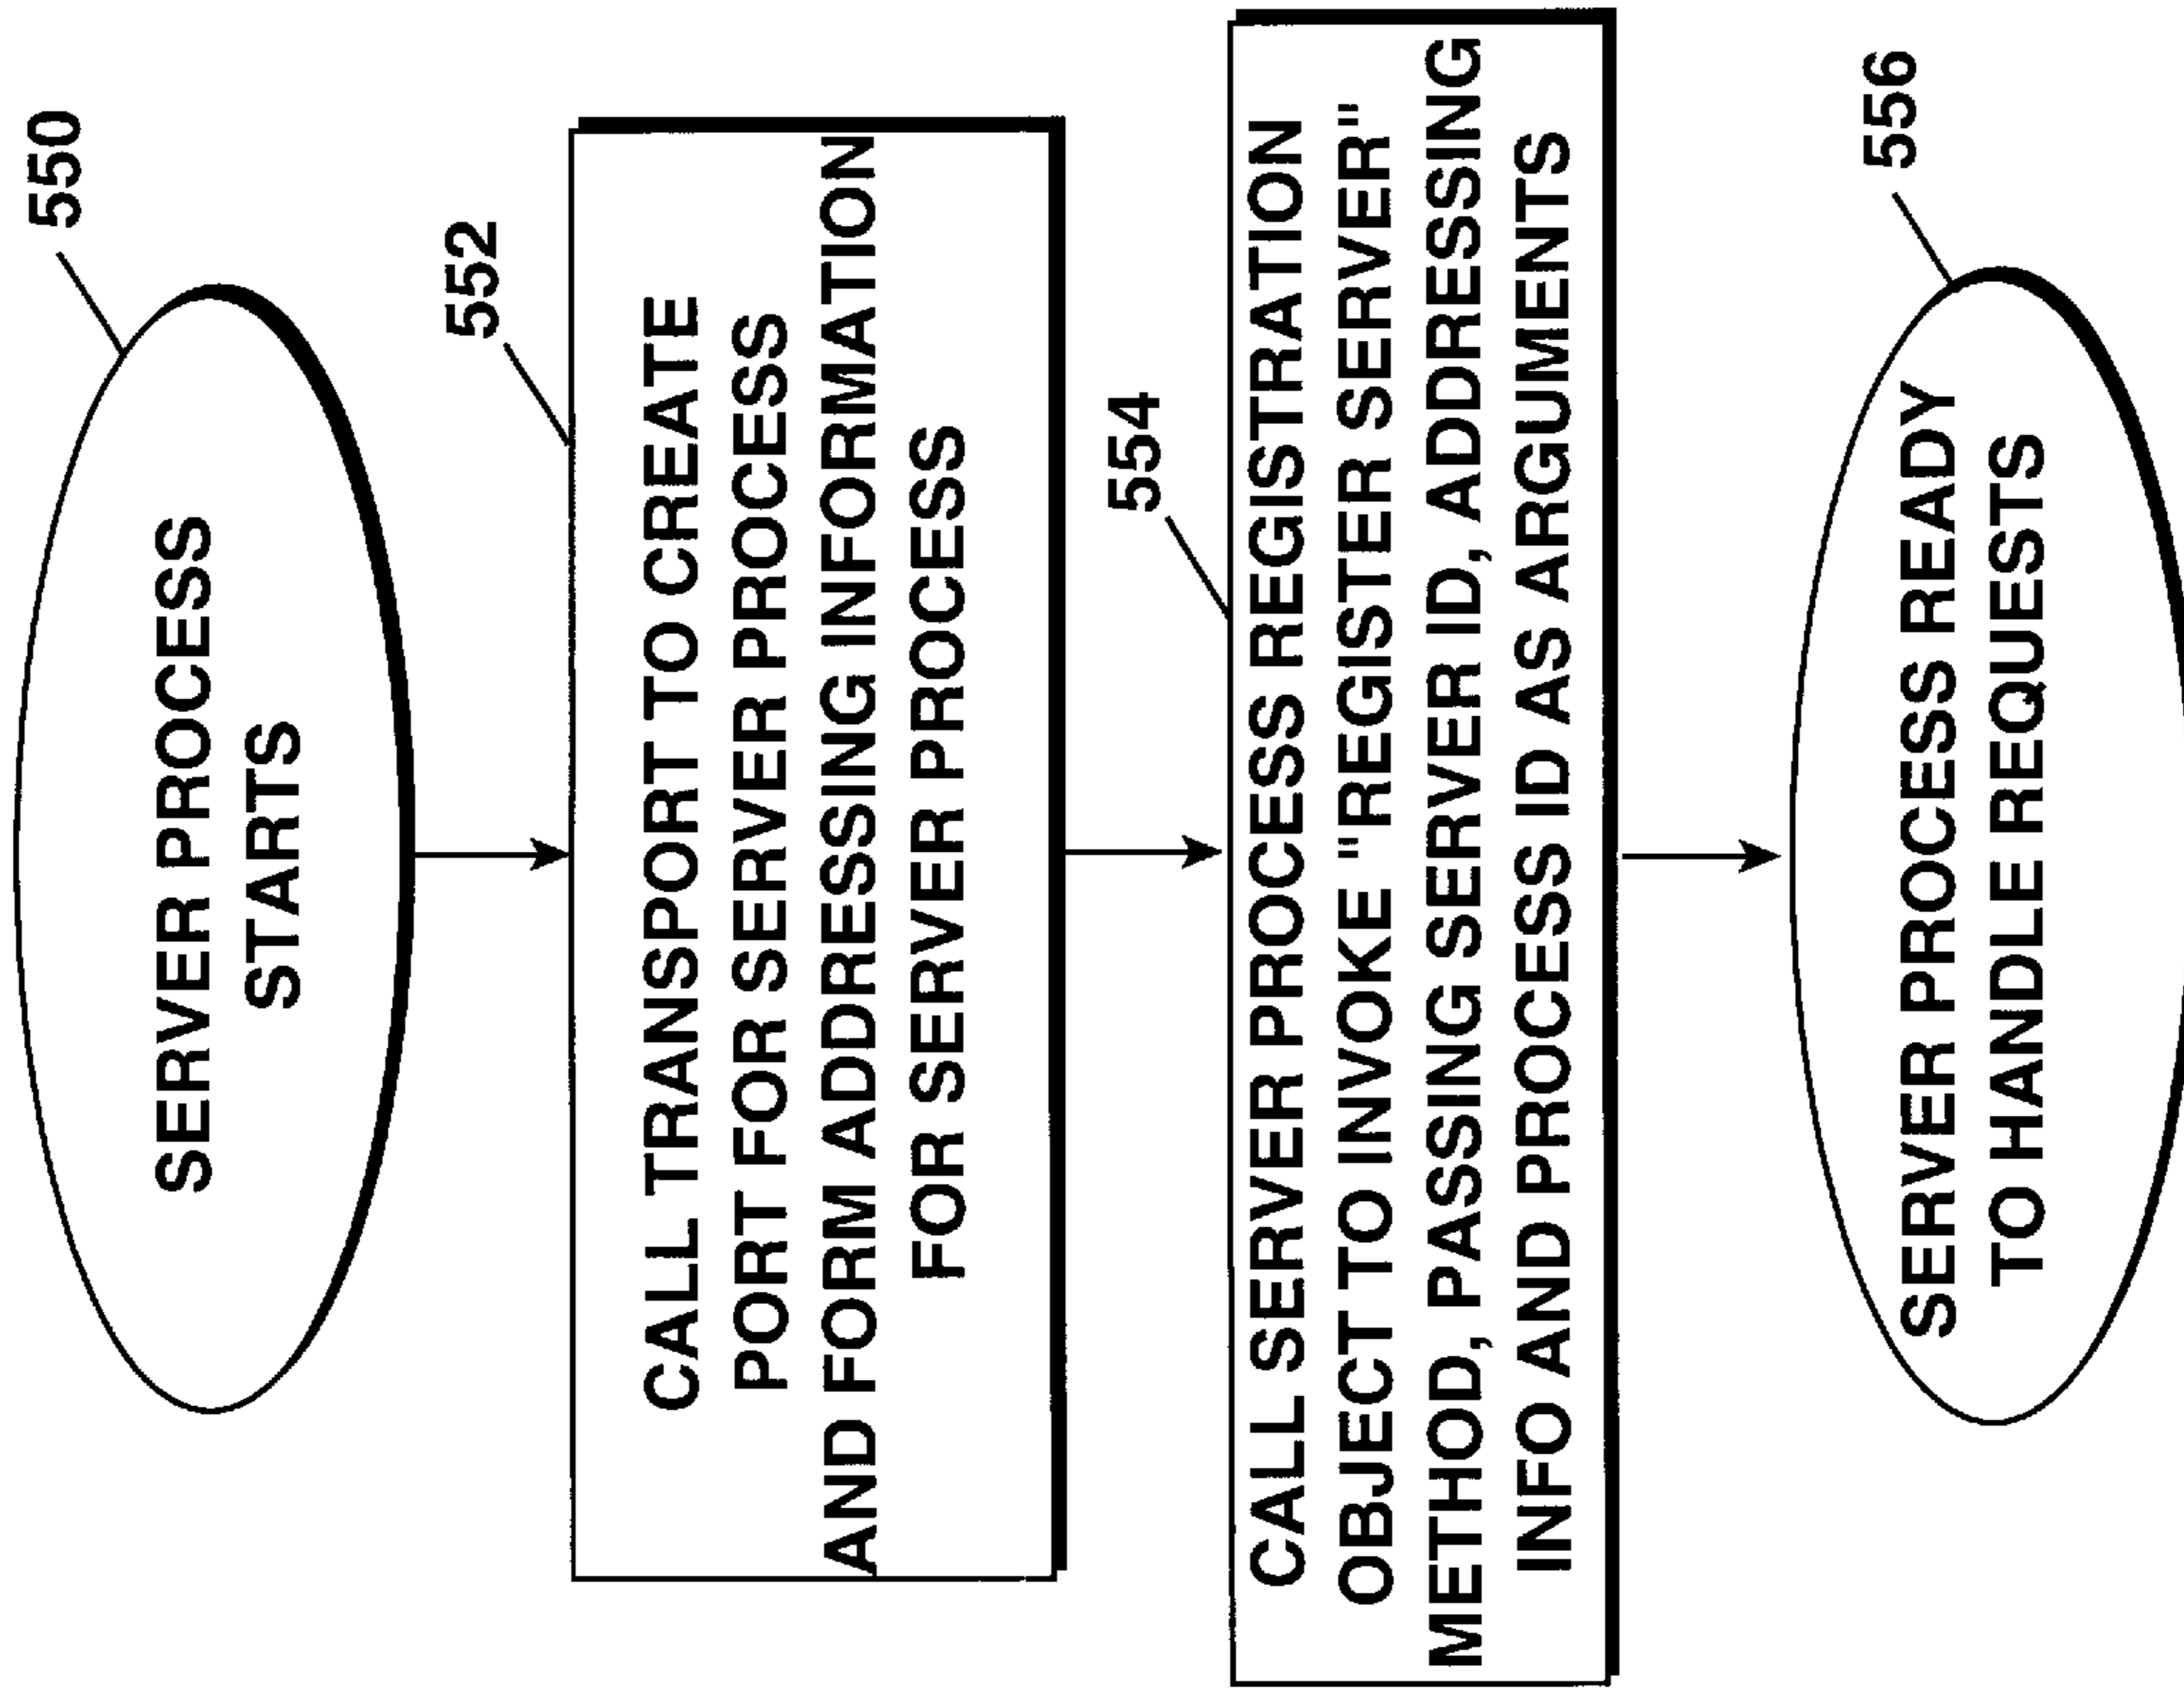 550
SERVER PROCESS
STARTS
552
CALL TRANSPORT TO CREATE
PORT FOR SERVER PROCESS
AND FORM ADDRESSING INFORMATION
FOR SERVER PROCESS
554
CALL SERVER PROCESS REGISTRATION
OBJECT TO INVOKE "REGISTER SERVER"
METHOD, PASSING SERVER ID, ADDRESSING
INFO AND PROCESS ID AS ARGUMENTS
556
SERVER PROCESS READY
TO HANDLE REQUESTS